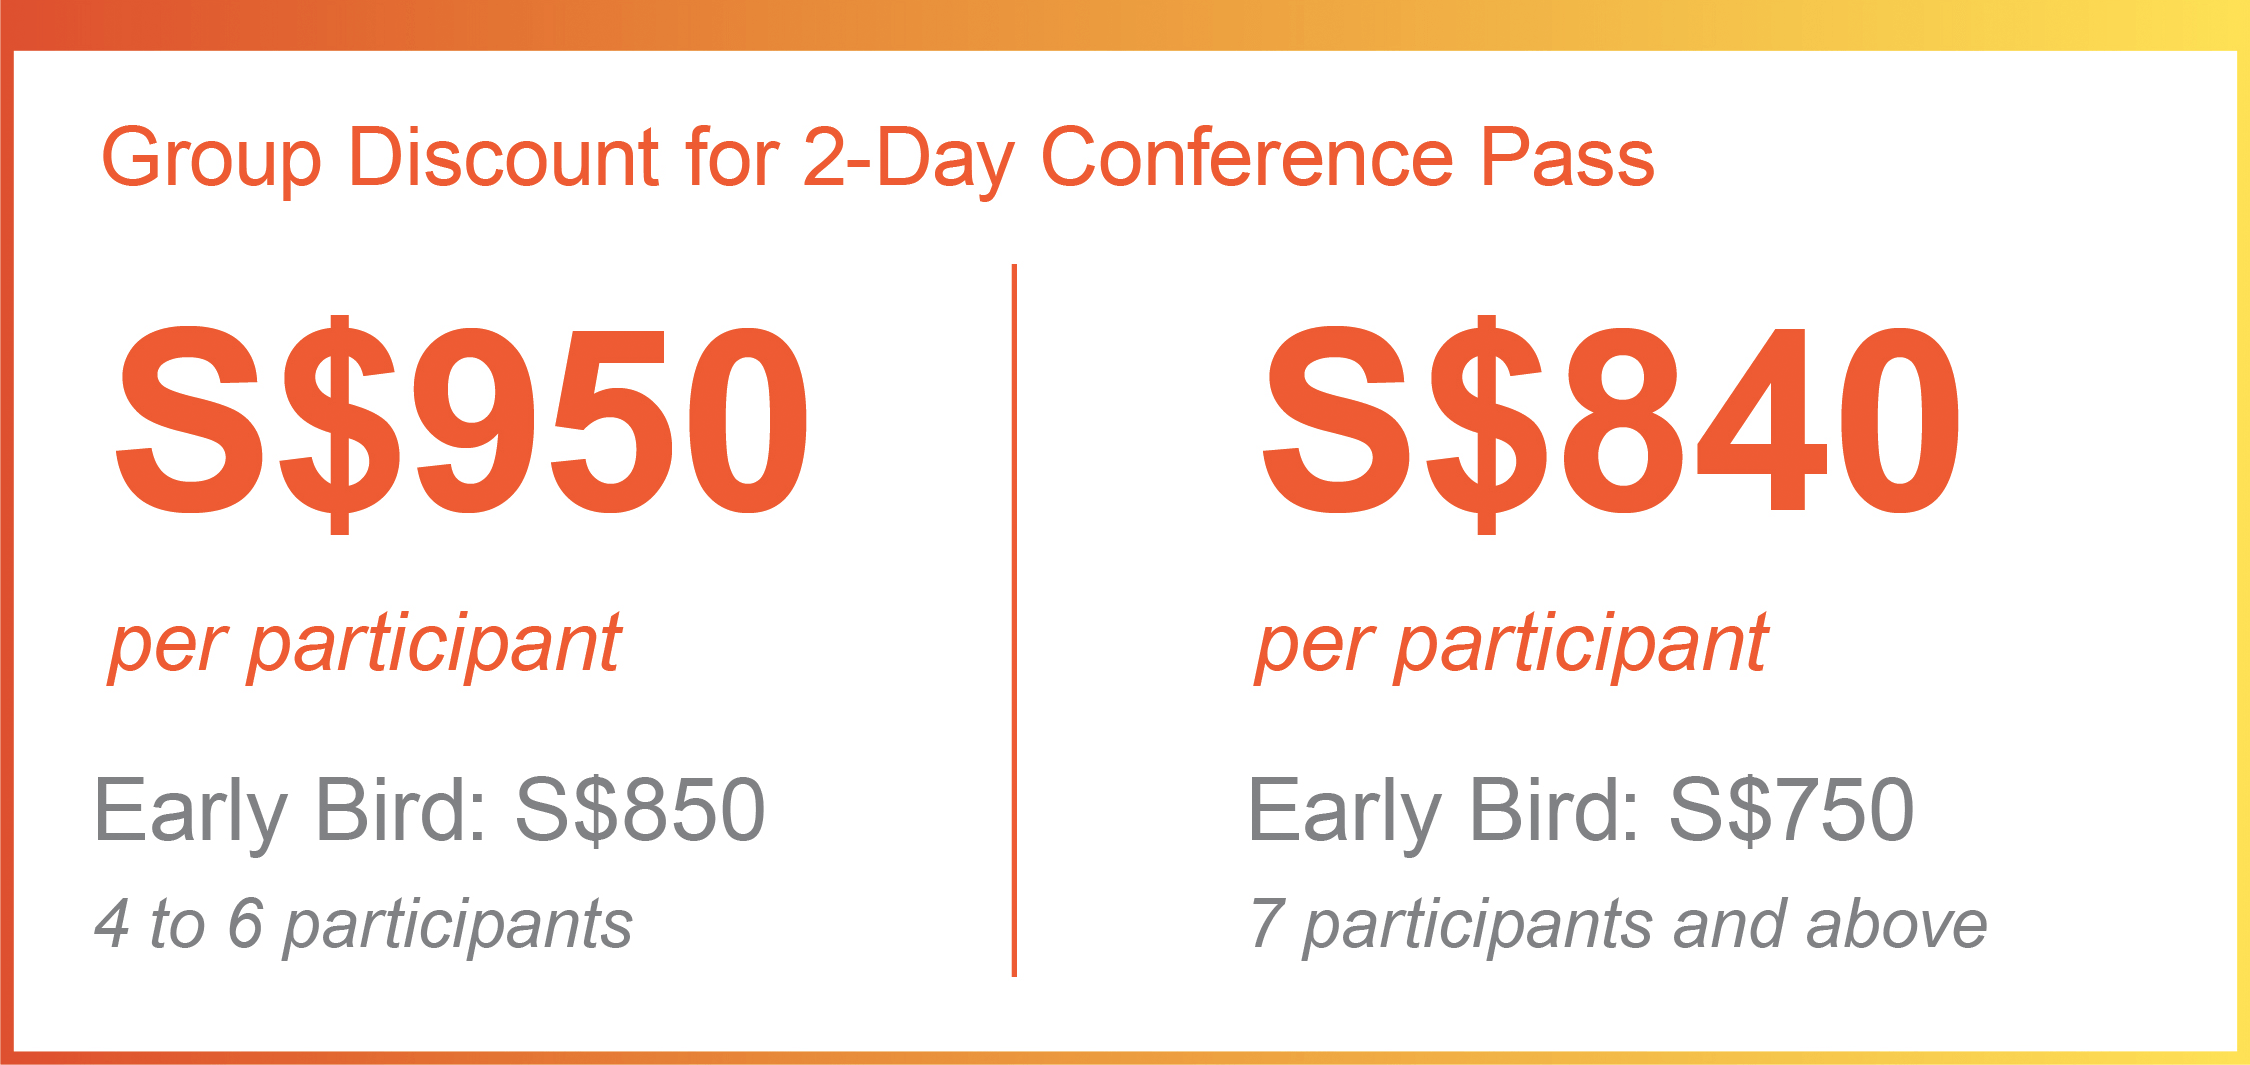 Group Discount for 2-Day Conference Pass
S$950
per participant
Early Bird: S$850
4 to 6 participants
S$840
per participant
Early Bird: S$750
7 participants and above